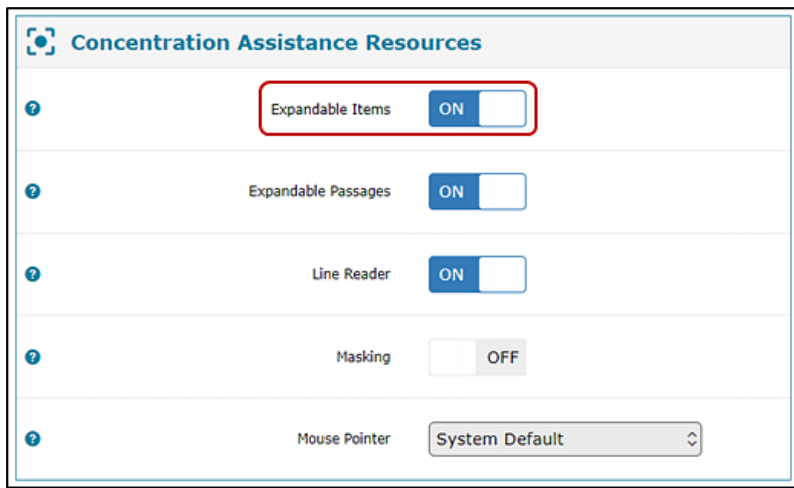 Concentration Assistance Resources
Expandable Items ON
Expandable Passages ON
Line Reader ON
Masking OFF
Mouse Pointer System Default